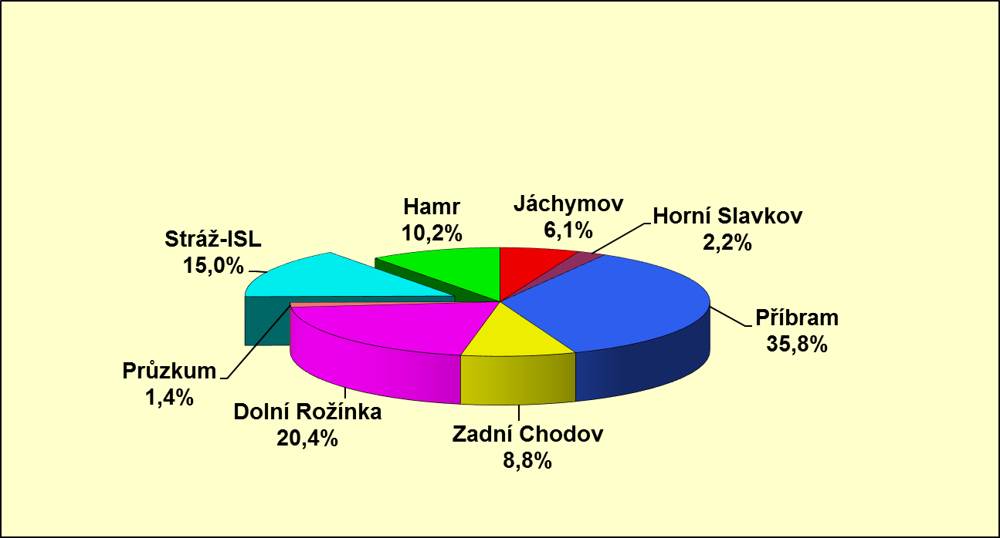 Hamr
10,2%
Jáchymov
6,1%
Horní Slavkov
2,2%
Stráž-ISL
15,0%
Příbram
35,8%
Průzkum
1,4%
Dolní Rožínka
20,4%
Zadní Chodov
8,8%